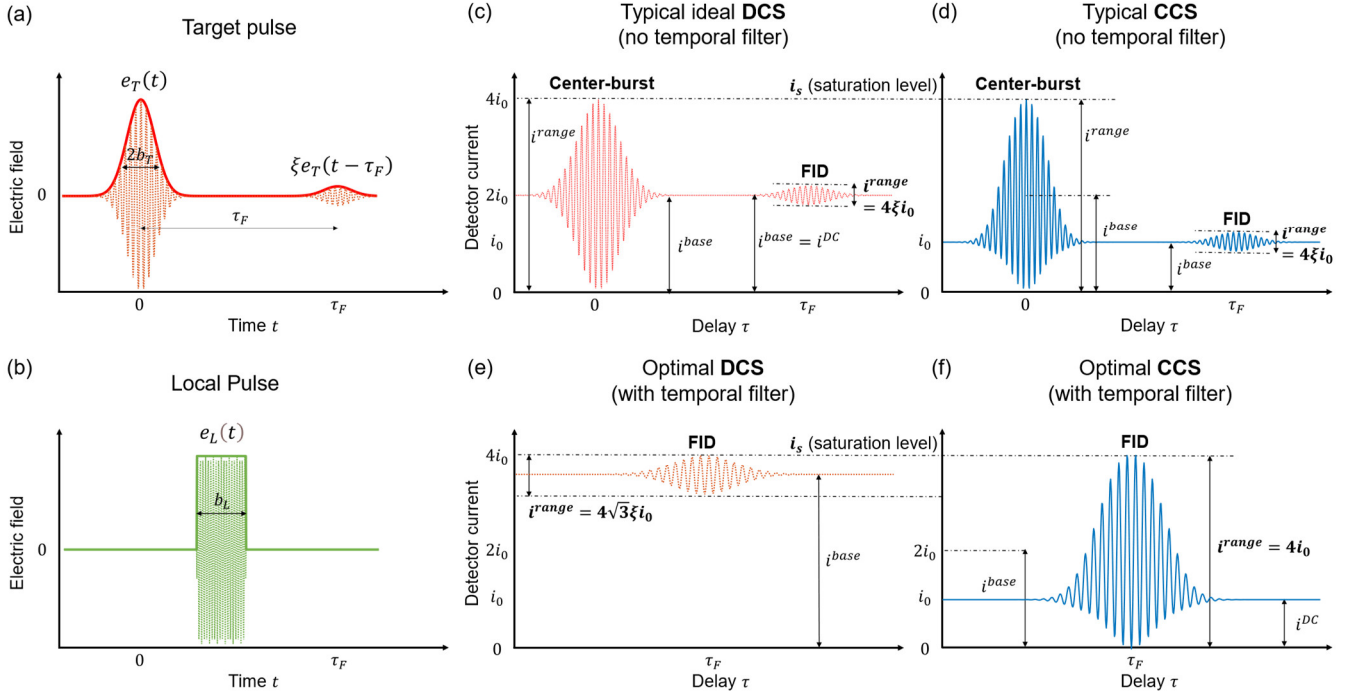 (a)
Target pulse
e_T(t)
2b_T
ξe_T(t − τ_F)
τ_F
0
Electric field
0
τ_F
Time t
(b)
Local Pulse
e_L(t)
b_L
0
Electric field
0
τ_F
Time t
(c)
Typical ideal DCS
(no temporal filter)
Center-burst
i_s (saturation level)
4i_0
i^range
FID
i^range
= 4ξi_0
2i_0
i_0
i^base
i^base = i^DC
0
Detector current
0
τ_F
Delay τ
(d)
Typical CCS
(no temporal filter)
Center-burst
i^range
FID
i^range
= 4ξi_0
i^base
i_0
i^base
0
0
τ_F
Delay τ
(e)
Optimal DCS
(with temporal filter)
FID
i_s (saturation level)
4i_0
i^range = 4√3ξi_0
2i_0
i^base
i_0
0
Detector current
τ_F
Delay τ
(f)
Optimal CCS
(with temporal filter)
FID
i^range = 4i_0
2i_0
i^base
i_0
i^DC
0
τ_F
Delay τ